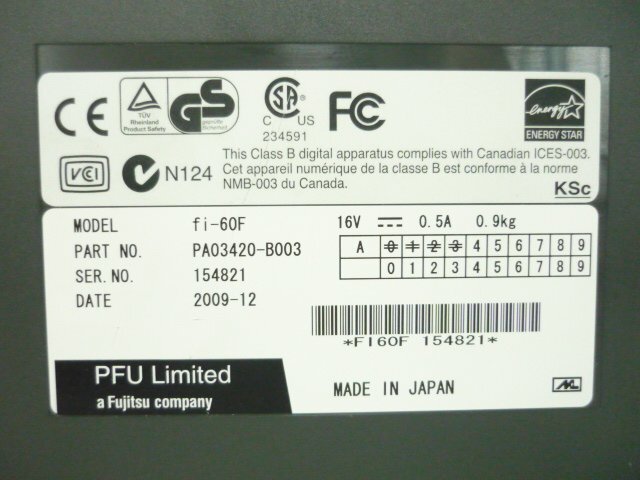 CE
TÜV
Rheinland
Product Safety
GS
geprüfte
Sicherheit
CSA
C US
234591
FC
energy
ENERGY STAR
VCI
N124
This Class B digital apparatus complies with Canadian ICES-003.
Cet appareil numérique de la classe B est conforme à la norme
NMB-003 du Canada.
KSc
MODEL fi-60F 16V 0.5A 0.9kg
PART NO. PA03420-B003
SER.NO. 154821
DATE 2009-12
A 0 1 2 3 4 5 6 7 8 9
0 1 2 3 4 5 6 7 8 9
*FI60F 154821*
PFU Limited
a Fujitsu company
MADE IN JAPAN